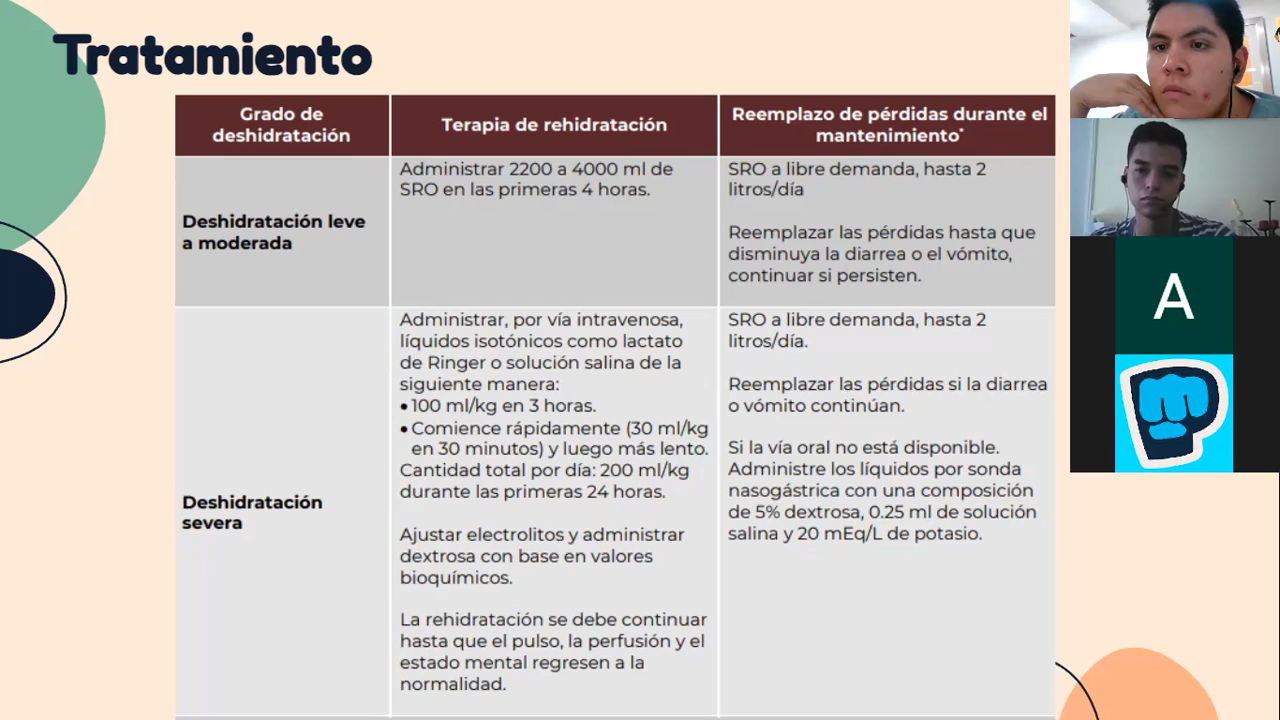 Tratamiento
Grado de
deshidratación
Terapia de rehidratación
Reemplazo de pérdidas durante el
mantenimiento*
Deshidratación leve
a moderada
Administrar 2200 a 4000 ml de
SRO en las primeras 4 horas.
SRO a libre demanda, hasta 2
litros/día
Reemplazar las pérdidas hasta que
disminuya la diarrea o el vómito,
continuar si persisten.
Deshidratación
severa
Administrar, por vía intravenosa,
líquidos isotónicos como lactato
de Ringer o solución salina de la
siguiente manera:
• 100 ml/kg en 3 horas.
• Comience rápidamente (30 ml/kg
en 30 minutos) y luego más lento.
Cantidad total por día: 200 ml/kg
durante las primeras 24 horas.
Ajustar electrolitos y administrar
dextrosa con base en valores
bioquímicos.
La rehidratación se debe continuar
hasta que el pulso, la perfusión y el
estado mental regresen a la
normalidad.
SRO a libre demanda, hasta 2
litros/día.
Reemplazar las pérdidas si la diarrea
o vómito continúan.
Si la vía oral no está disponible.
Administre los líquidos por sonda
nasogástrica con una composición
de 5% dextrosa, 0.25 ml de solución
salina y 20 mEq/L de potasio.
A